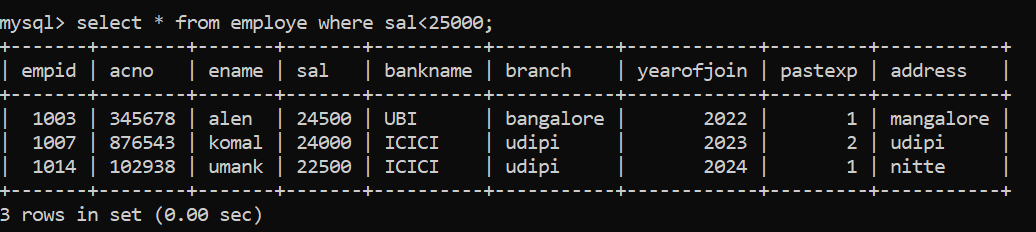 mysql> select * from employe where sal<25000;
+-------+--------+-------+-------+----------+-----------+------------+---------+-----------+
| empid | acno   | ename | sal   | bankname | branch    | yearofjoin | pastexp | address   |
+-------+--------+-------+-------+----------+-----------+------------+---------+-----------+
|  1003 | 345678 | alen  | 24500 | UBI      | bangalore |       2022 |       1 | mangalore |
|  1007 | 876543 | komal | 24000 | ICICI    | udipi     |       2023 |       2 | udipi     |
|  1014 | 102938 | umank | 22500 | ICICI    | udipi     |       2024 |       1 | nitte     |
+-------+--------+-------+-------+----------+-----------+------------+---------+-----------+
3 rows in set (0.00 sec)